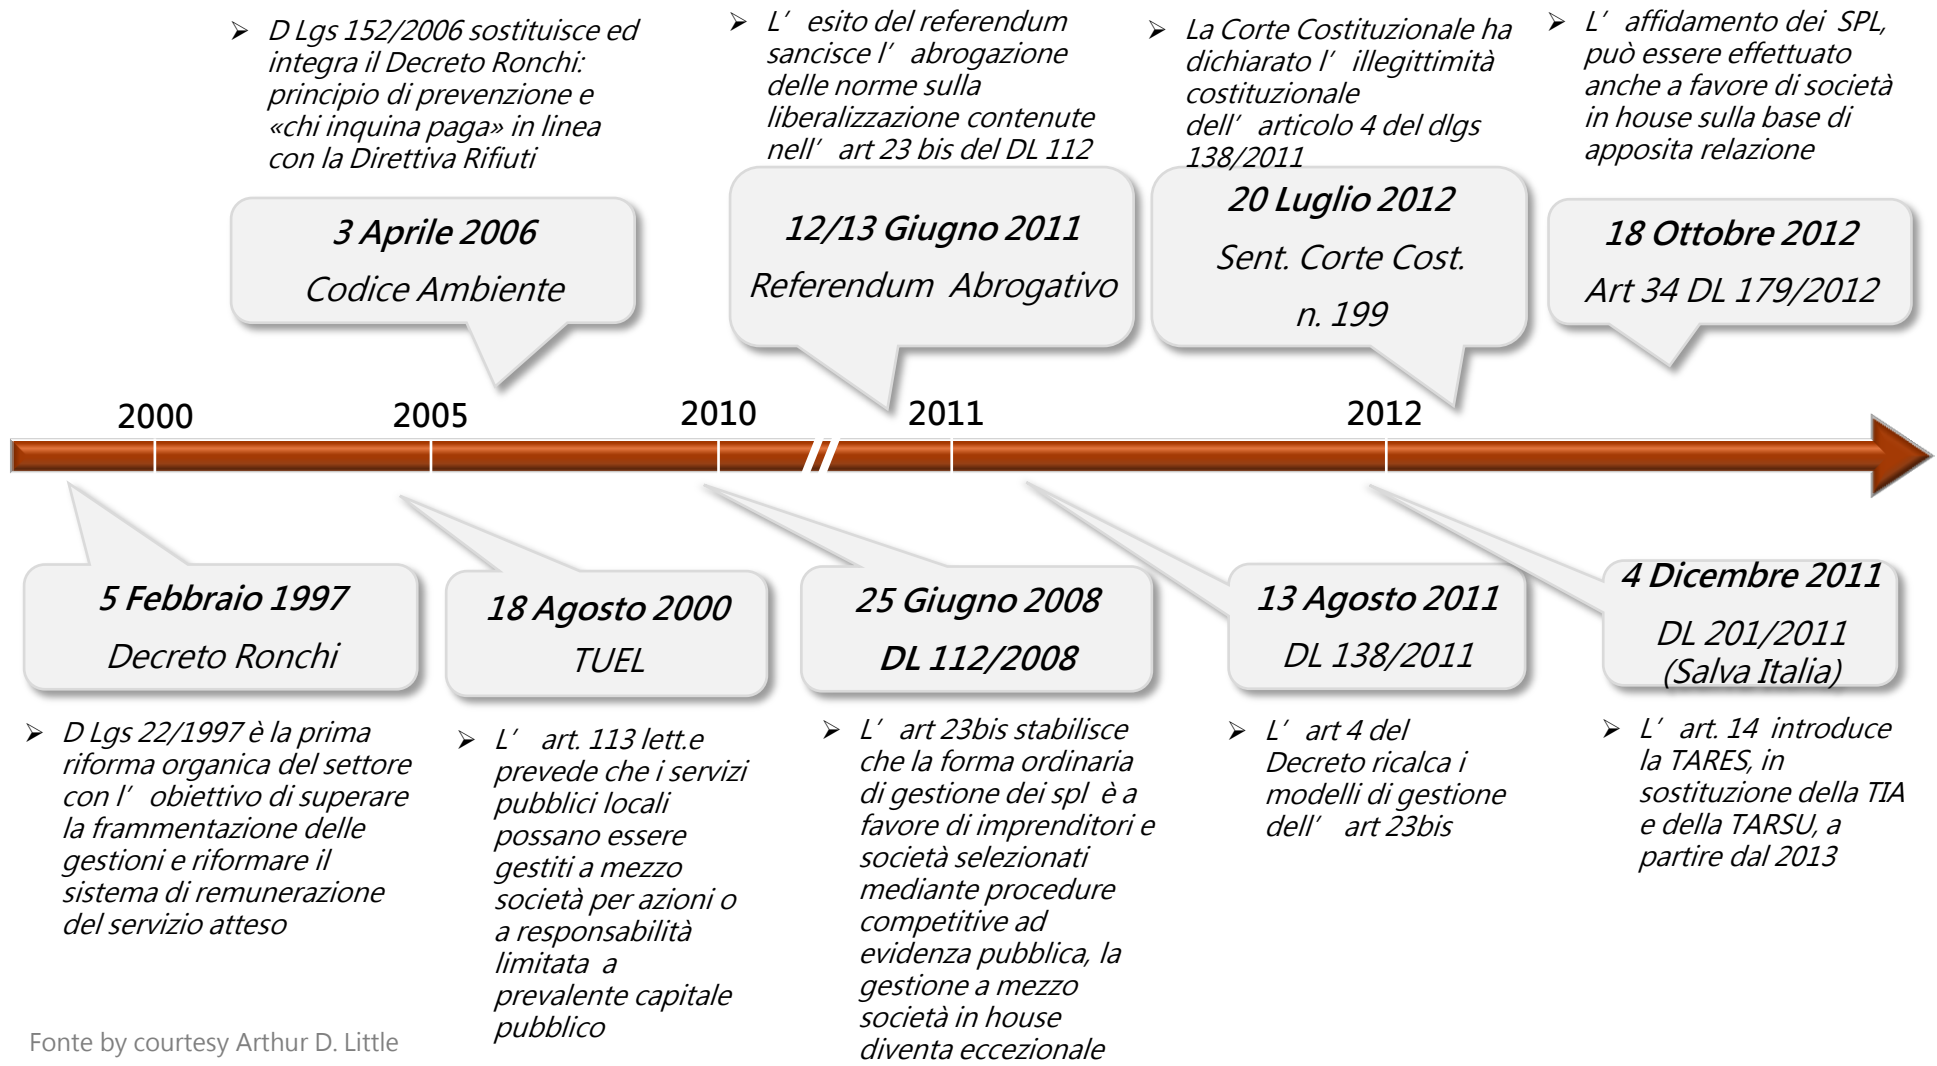 ➢ D Lgs 152/2006 sostituisce ed
integra il Decreto Ronchi:
principio di prevenzione e
«chi inquina paga» in linea
con la Direttiva Rifiuti
3 Aprile 2006
Codice Ambiente
➢ L’ esito del referendum
sancisce l’ abrogazione
delle norme sulla
liberalizzazione contenute
nell’ art 23 bis del DL 112
12/13 Giugno 2011
Referendum Abrogativo
➢ La Corte Costituzionale ha
dichiarato l’ illegittimità
costituzionale
dell’ articolo 4 del dlgs
138/2011
20 Luglio 2012
Sent. Corte Cost.
n. 199
➢ L’ affidamento dei SPL,
può essere effettuato
anche a favore di società
in house sulla base di
apposita relazione
18 Ottobre 2012
Art 34 DL 179/2012
2000
2005
2010
2011
2012
5 Febbraio 1997
Decreto Ronchi
➢ D Lgs 22/1997 è la prima
riforma organica del settore
con l’ obiettivo di superare
la frammentazione delle
gestioni e riformare il
sistema di remunerazione
del servizio atteso
18 Agosto 2000
TUEL
➢ L’ art. 113 lett.e
prevede che i servizi
pubblici locali
possano essere
gestiti a mezzo
società per azioni o
a responsabilità
limitata a
prevalente capitale
pubblico
25 Giugno 2008
DL 112/2008
➢ L’ art 23bis stabilisce
che la forma ordinaria
di gestione dei spl è a
favore di imprenditori e
società selezionati
mediante procedure
competitive ad
evidenza pubblica, la
gestione a mezzo
società in house
diventa eccezionale
13 Agosto 2011
DL 138/2011
➢ L’ art 4 del
Decreto ricalca i
modelli di gestione
dell’ art 23bis
4 Dicembre 2011
DL 201/2011
(Salva Italia)
➢ L’ art. 14 introduce
la TARES, in
sostituzione della TIA
e della TARSU, a
partire dal 2013
Fonte by courtesy Arthur D. Little